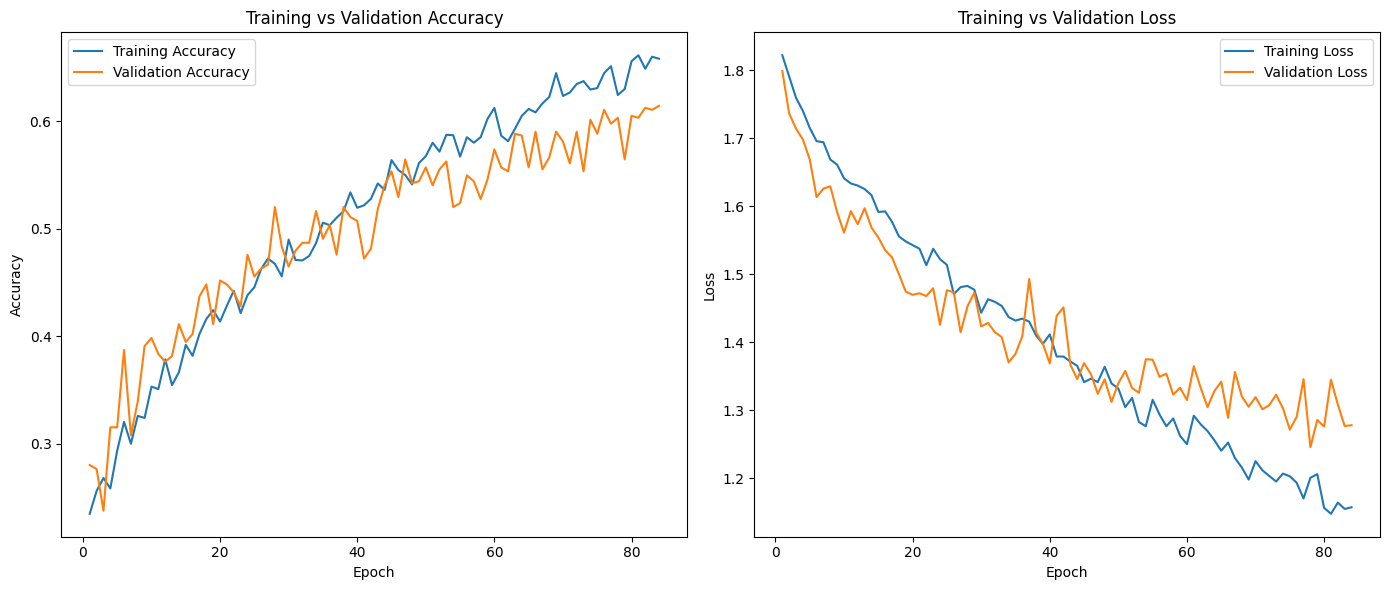 Training vs Validation Accuracy
Training Accuracy
Validation Accuracy
Accuracy
0.6
0.5
0.4
0.3
0
20
40
60
80
Epoch
Training vs Validation Loss
Training Loss
Validation Loss
Loss
1.8
1.7
1.6
1.5
1.4
1.3
1.2
0
20
40
60
80
Epoch